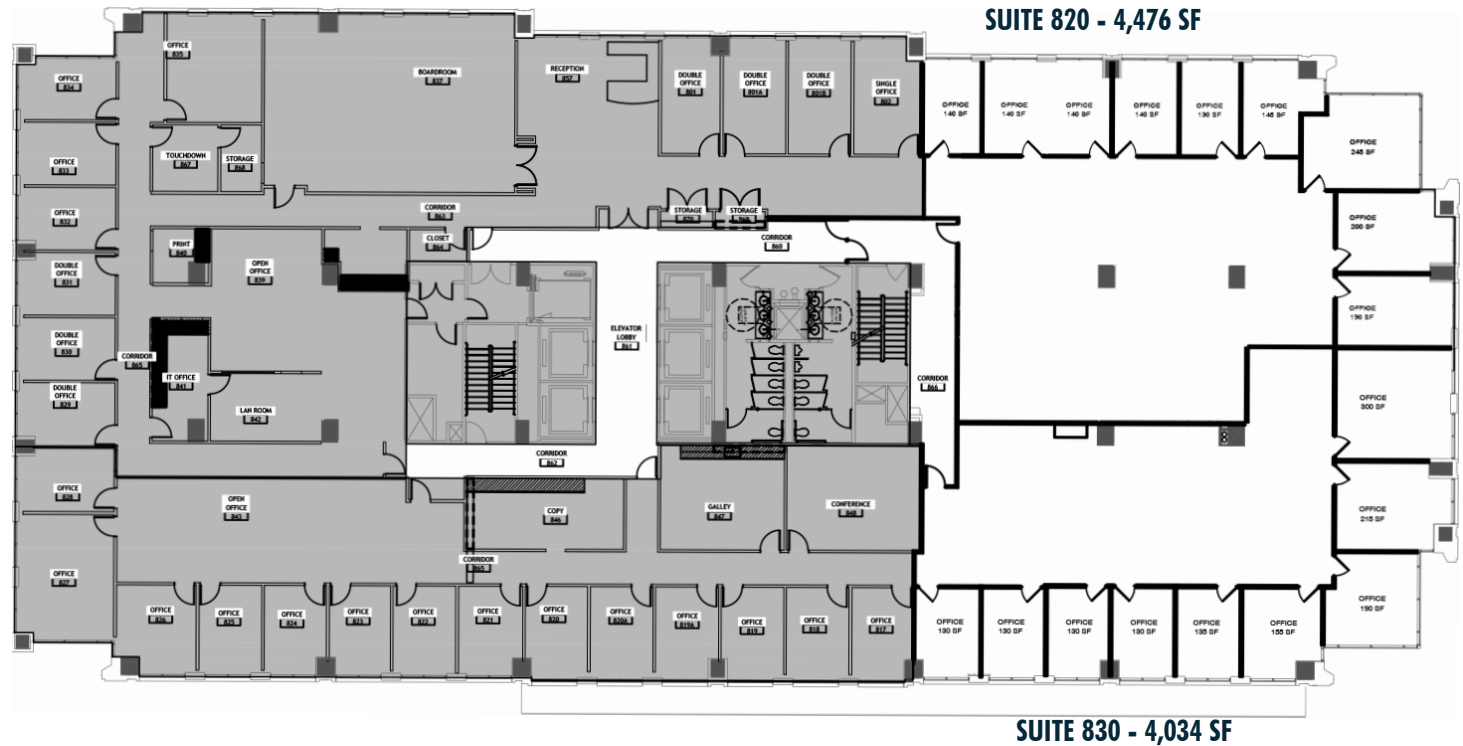 SUITE 820 - 4,476 SF
OFFICE
835
BOARDROOM
837
RECEPTION
857
DOUBLE
OFFICE
801
DOUBLE
OFFICE
801A
DOUBLE
OFFICE
801B
SINGLE
OFFICE
802
OFFICE
834
OFFICE
140 SF
OFFICE
140 SF
OFFICE
140 SF
OFFICE
140 SF
OFFICE
130 SF
OFFICE
OFFICE
245 SF
OFFICE
833
TOUCHDOWN
867
STORAGE
868
OFFICE
832
CORRIDOR
863
STORAGE
870
STORAGE
869
OFFICE
200 SF
PRINT
840
CLOSET
864
CORRIDOR
860
DOUBLE
OFFICE
831
OPEN
OFFICE
839
OFFICE
190 SF
DOUBLE
OFFICE
830
ELEVATOR
LOBBY
861
CORRIDOR
865
IT OFFICE
841
CORRIDOR
866
DOUBLE
OFFICE
829
LAN ROOM
842
OFFICE
300 SF
CORRIDOR
862
OFFICE
828
OPEN
OFFICE
843
COPY
846
GALLEY
847
CONFERENCE
848
OFFICE
215 SF
OFFICE
827
CORRIDOR
865
OFFICE
190 SF
OFFICE
826
OFFICE
825
OFFICE
824
OFFICE
823
OFFICE
822
OFFICE
821
OFFICE
820
OFFICE
820A
OFFICE
819A
OFFICE
819
OFFICE
818
OFFICE
817
OFFICE
130 SF
OFFICE
130 SF
OFFICE
130 SF
OFFICE
130 SF
OFFICE
135 SF
OFFICE
155 SF
SUITE 830 - 4,034 SF